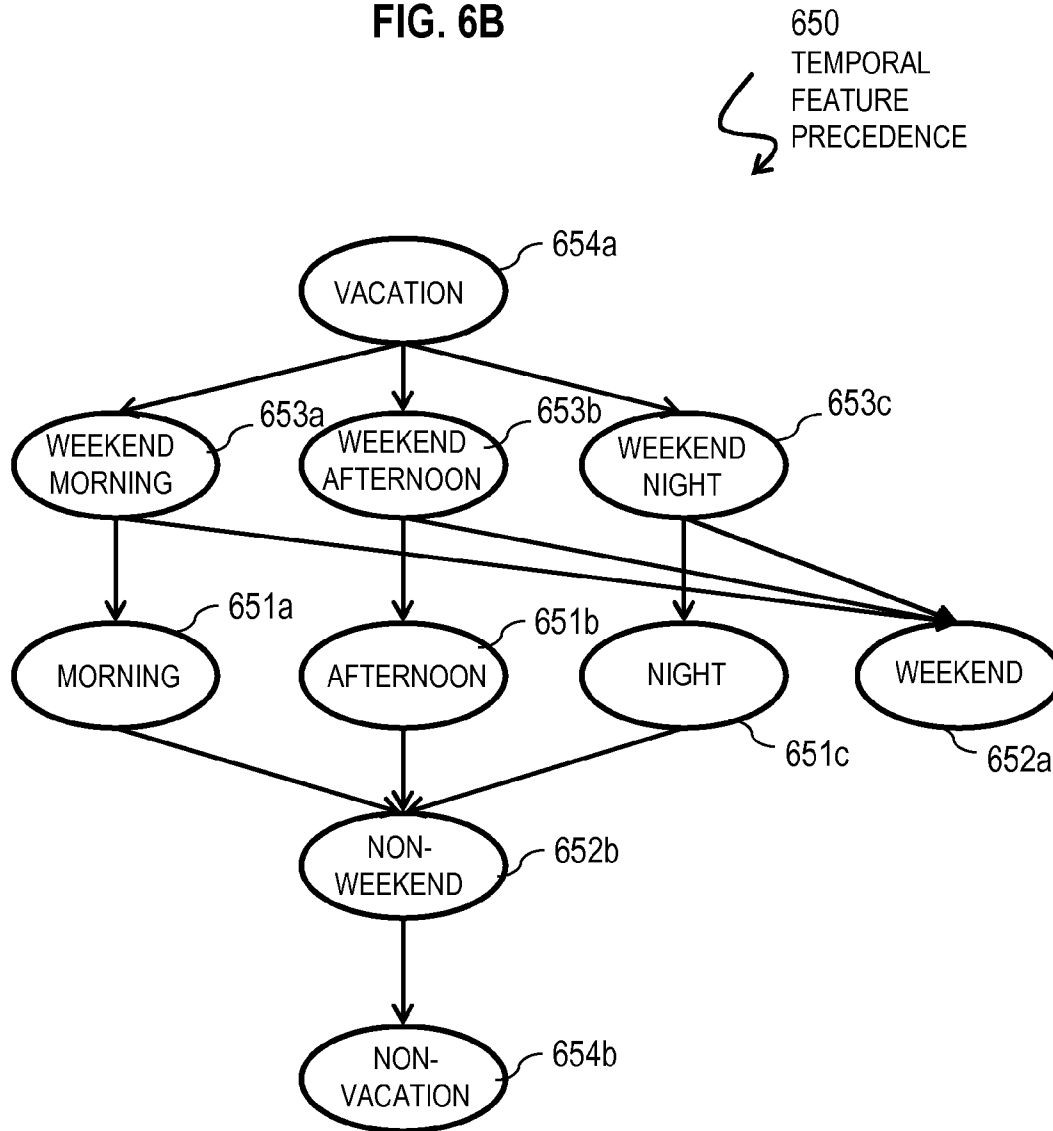 FIG. 6B
650
TEMPORAL
FEATURE
PRECEDENCE
654a
VACATION
653a
653b
653c
WEEKEND
MORNING
WEEKEND
AFTERNOON
WEEKEND
NIGHT
651a
651b
MORNING
AFTERNOON
NIGHT
WEEKEND
651c
652a
NON-
WEEKEND
652b
NON-
VACATION
654b